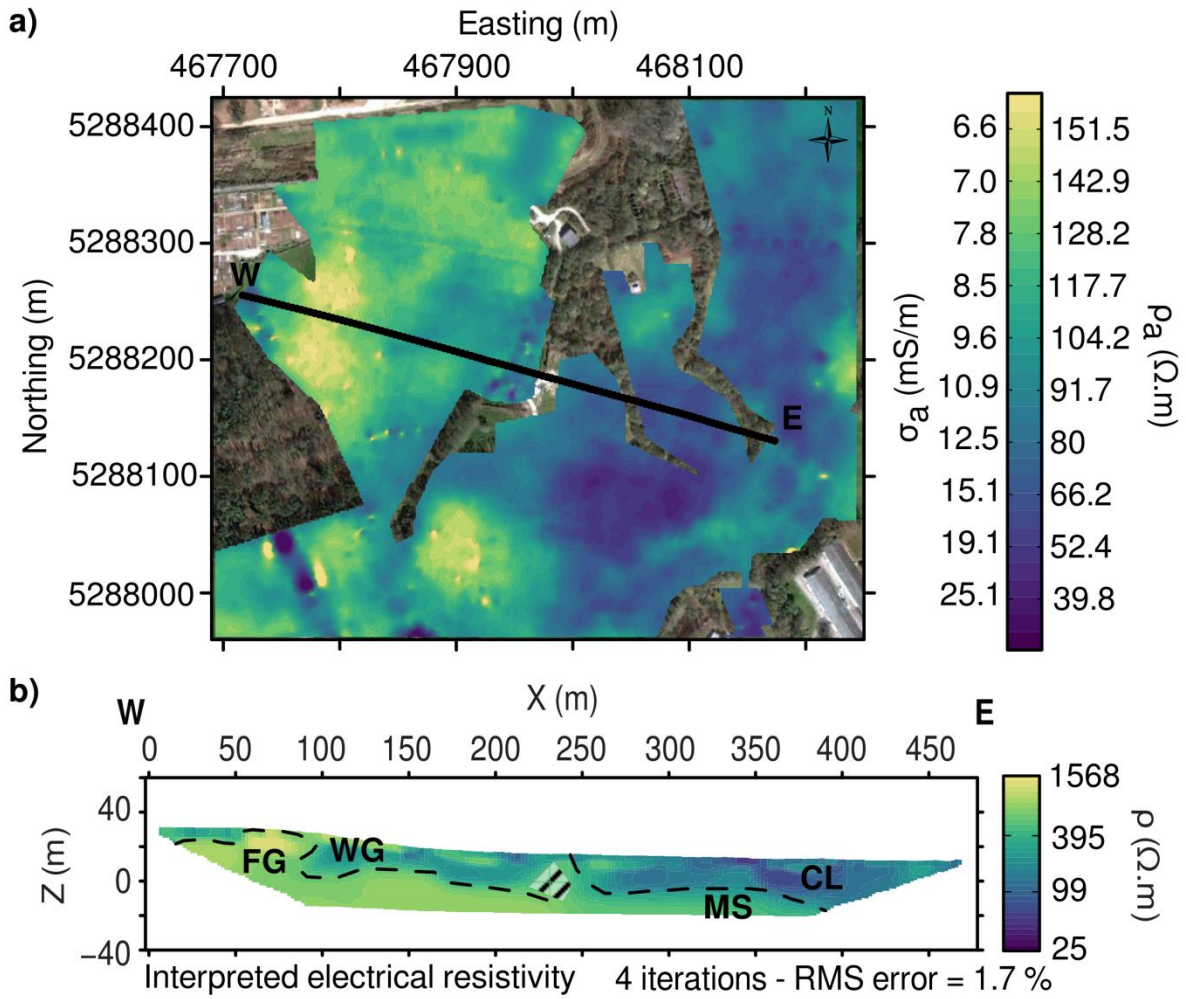 a)
Easting (m)
467700 467900 468100
Northing (m)
5288400
5288300
5288200
5288100
5288000
N
W
E
6.6 151.5
7.0 142.9
7.8 128.2
8.5 117.7
9.6 104.2
10.9 91.7
12.5 80
15.1 66.2
19.1 52.4
25.1 39.8
σa (mS/m)
ρa (Ω.m)
b)
X (m)
W E
0 50 100 150 200 250 300 350 400 450
Z (m)
40
0
−40
FG WG MS CL
1568
395
99
25
ρ (Ω.m)
Interpreted electrical resistivity 4 iterations - RMS error = 1.7 %